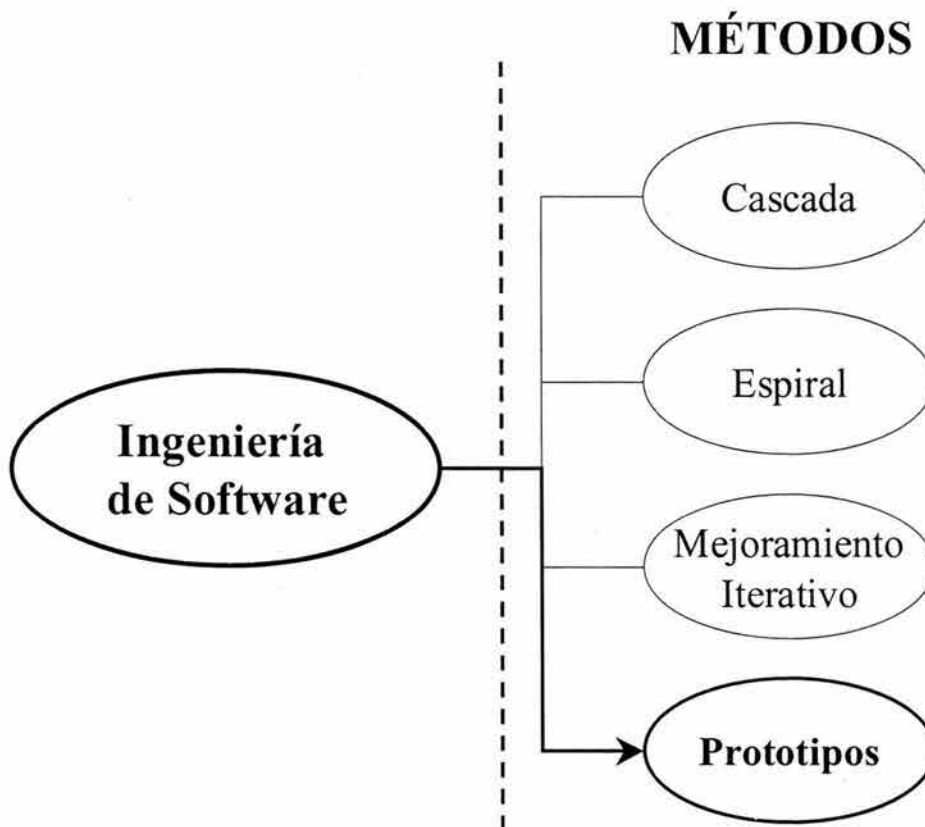 MÉTODOS
Cascada
Espiral
Ingeniería
de Software
Mejoramiento
Iterativo
Prototipos